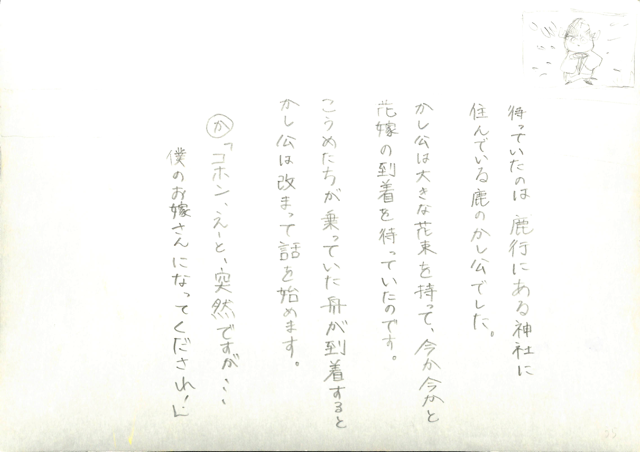 待っていたのは鹿行にある神社に
住んでいる鹿のかし公でした。
かし公は大きな花束を持って、今か今かと
花嫁の到着を待っていたのです。
こうめたちが乗っていた舟が到着すると
かし公は改まって話を始めます。
か「コホン、えーと、突然ですが・・・
僕のお嫁さんになってくだされ!」